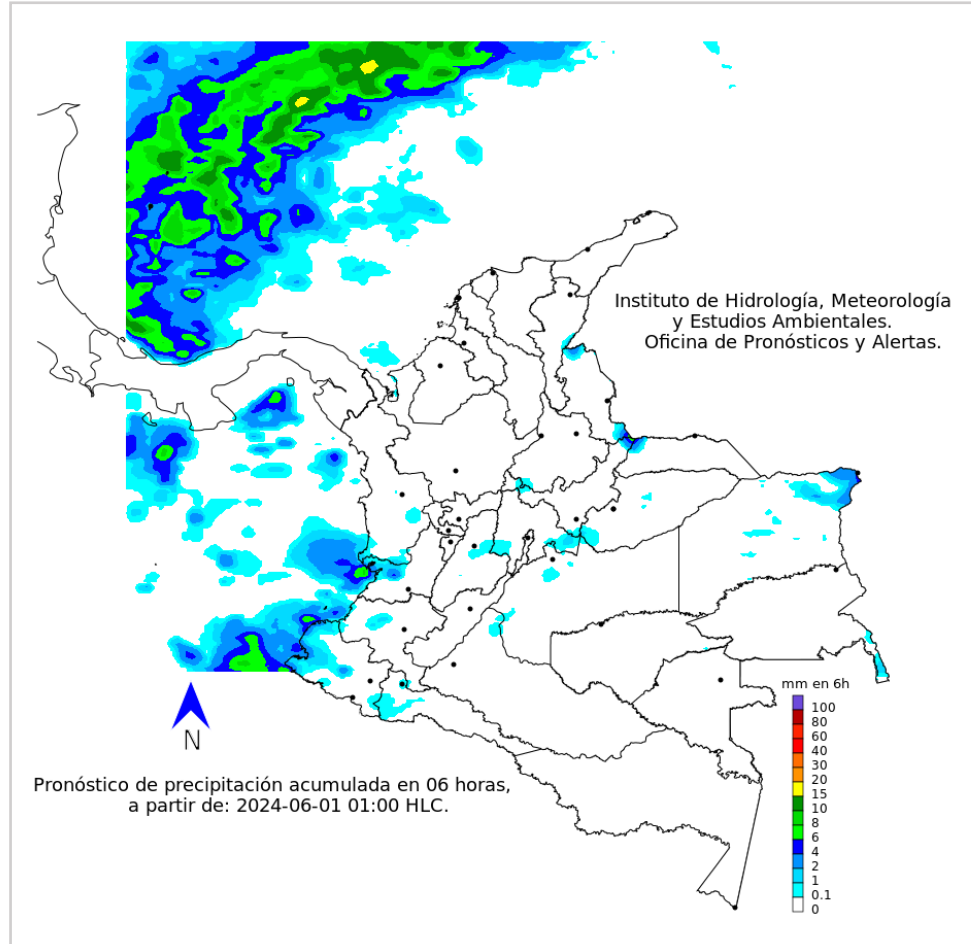 Instituto de Hidrología, Meteorología
y Estudios Ambientales.
Oficina de Pronósticos y Alertas.
mm en 6h
100
80
60
40
30
20
15
10
8
6
4
2
1
0.1
0
N
Pronóstico de precipitación acumulada en 06 horas,
a partir de: 2024-06-01 01:00 HLC.